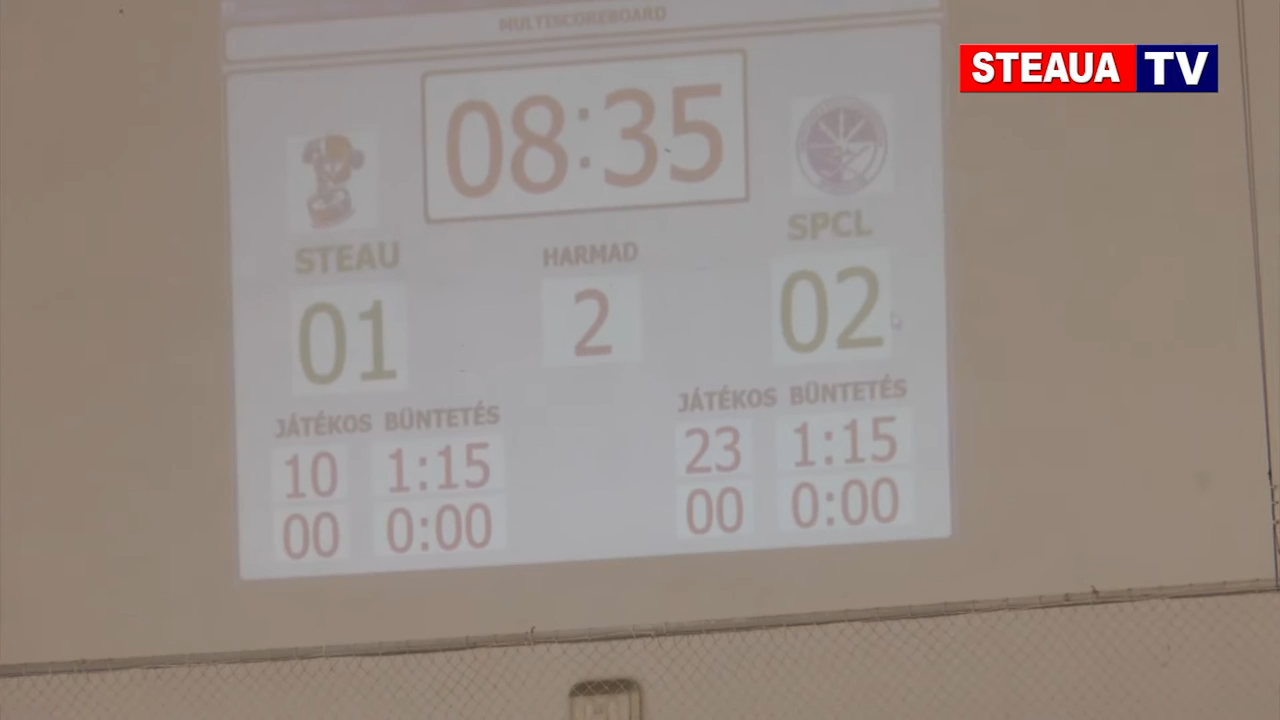 MULTISCOREBOARD
STEAUA TV
08:35
STEAU
HARMAD
SPCL
01
2
02
JÁTÉKOS BÜNTETÉS
10 1:15
00 0:00
JÁTÉKOS BÜNTETÉS
23 1:15
00 0:00